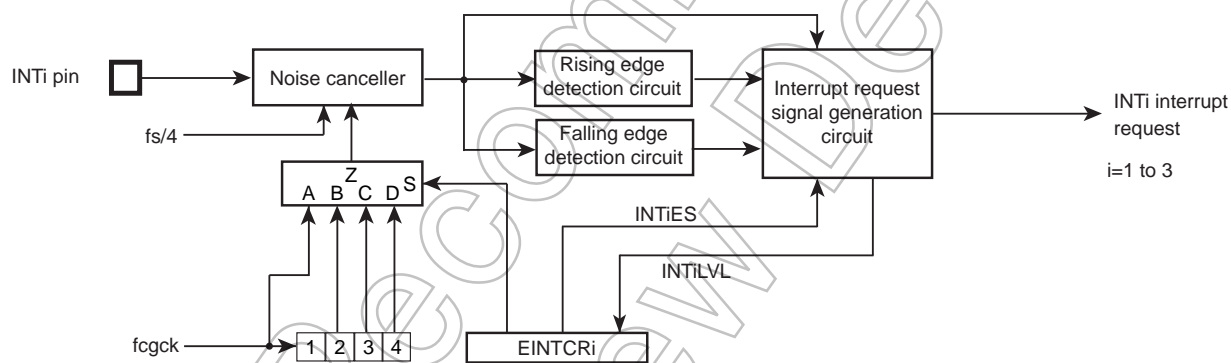 INTi pin
Noise canceller
fs/4
Z
A B C D S
fcgck
1 2 3 4
Rising edge
detection circuit
Falling edge
detection circuit
Interrupt request
signal generation
circuit
INTi interrupt
request
i=1 to 3
INTiES
INTiLVL
EINTCRi